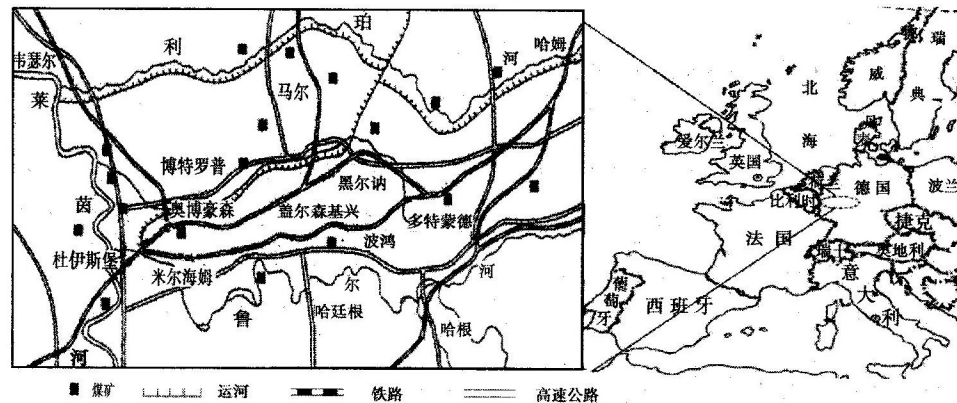 利 珀 河
哈姆
韦瑟尔
莱茵河
马尔
博特罗普
奥博豪森
盖尔森基兴
黑尔讷
多特蒙德
杜伊斯堡
米尔海姆
波鸿
鲁尔河
哈廷根
哈根
煤矿
运河
铁路
高速公路
挪威
瑞典
北海
爱尔兰
英国
德国
波兰
比利时
捷克
法国
瑞士
奥地利
意大利
葡萄牙
西班牙